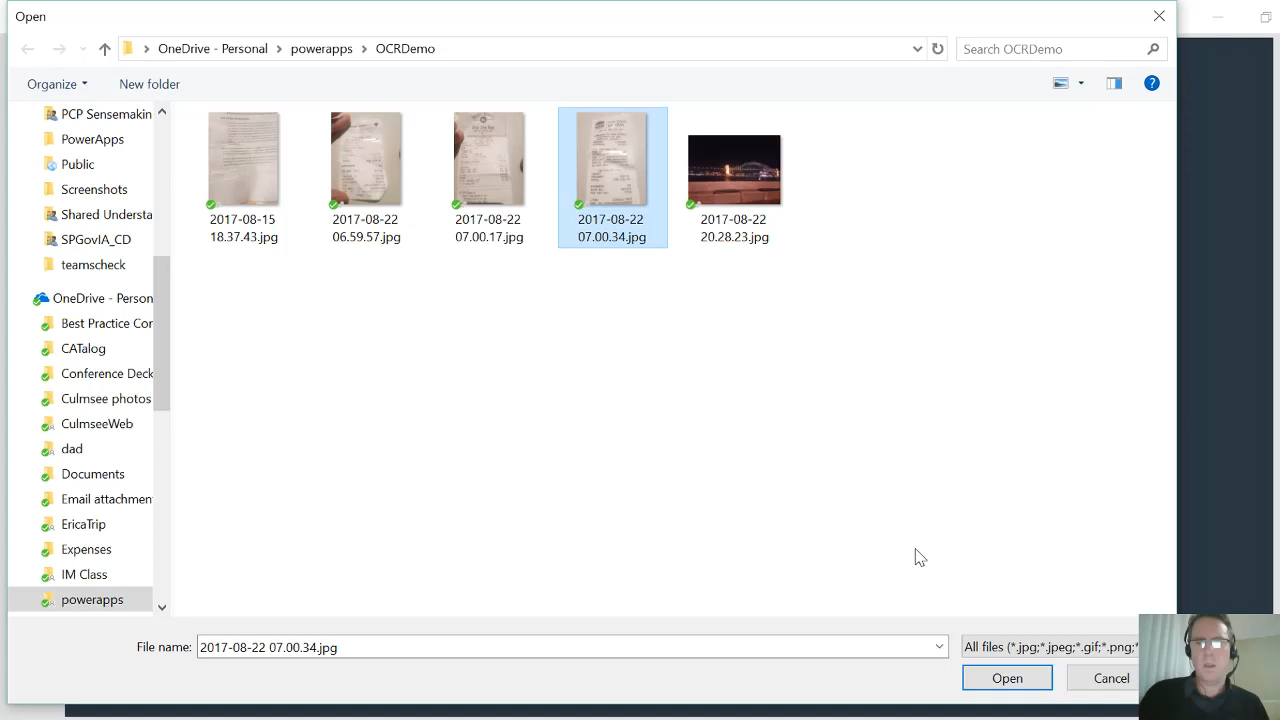 Open
OneDrive - Personal
powerapps
OCRDemo
Search OCRDemo
Organize
New folder
PCP Sensemakin
PowerApps
Public
Screenshots
Shared Understa
SPGovIA_CD
teamscheck
OneDrive - Person
Best Practice Cor
CATalog
Conference Deck
Culmsee photos
CulmseeWeb
dad
Documents
Email attachment
EricaTrip
Expenses
IM Class
powerapps
2017-08-15
18.37.43.jpg
2017-08-22
06.59.57.jpg
2017-08-22
07.00.17.jpg
2017-08-22
07.00.34.jpg
2017-08-22
20.28.23.jpg
File name:
2017-08-22 07.00.34.jpg
All files (*.jpg;*.jpeg;*.gif;*.png;*
Open
Cancel